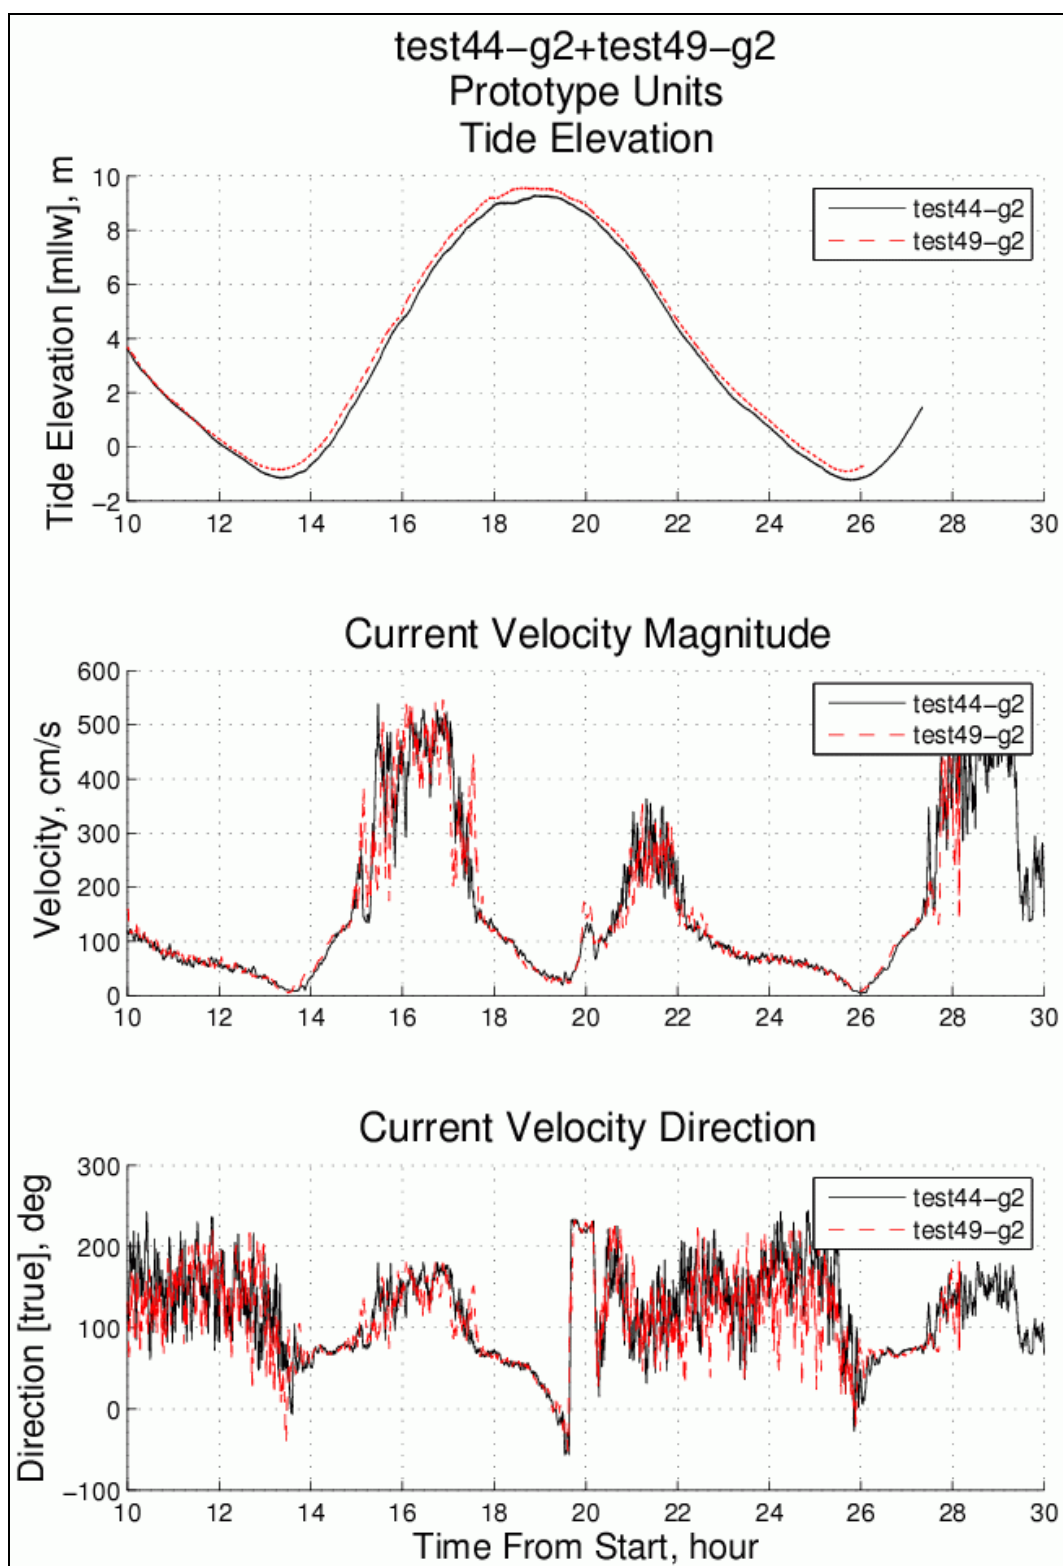 test44−g2+test49−g2
Prototype Units
Tide Elevation
Tide Elevation [mllw], m
10
8
6
4
2
0
−2
10 12 14 16 18 20 22 24 26 28 30
test44−g2
test49−g2
Current Velocity Magnitude
Velocity, cm/s
600
500
400
300
200
100
0
10 12 14 16 18 20 22 24 26 28 30
test44−g2
test49−g2
Current Velocity Direction
Direction [true], deg
300
200
100
0
−100
10 12 14 16 18 20 22 24 26 28 30
test44−g2
test49−g2
Time From Start, hour